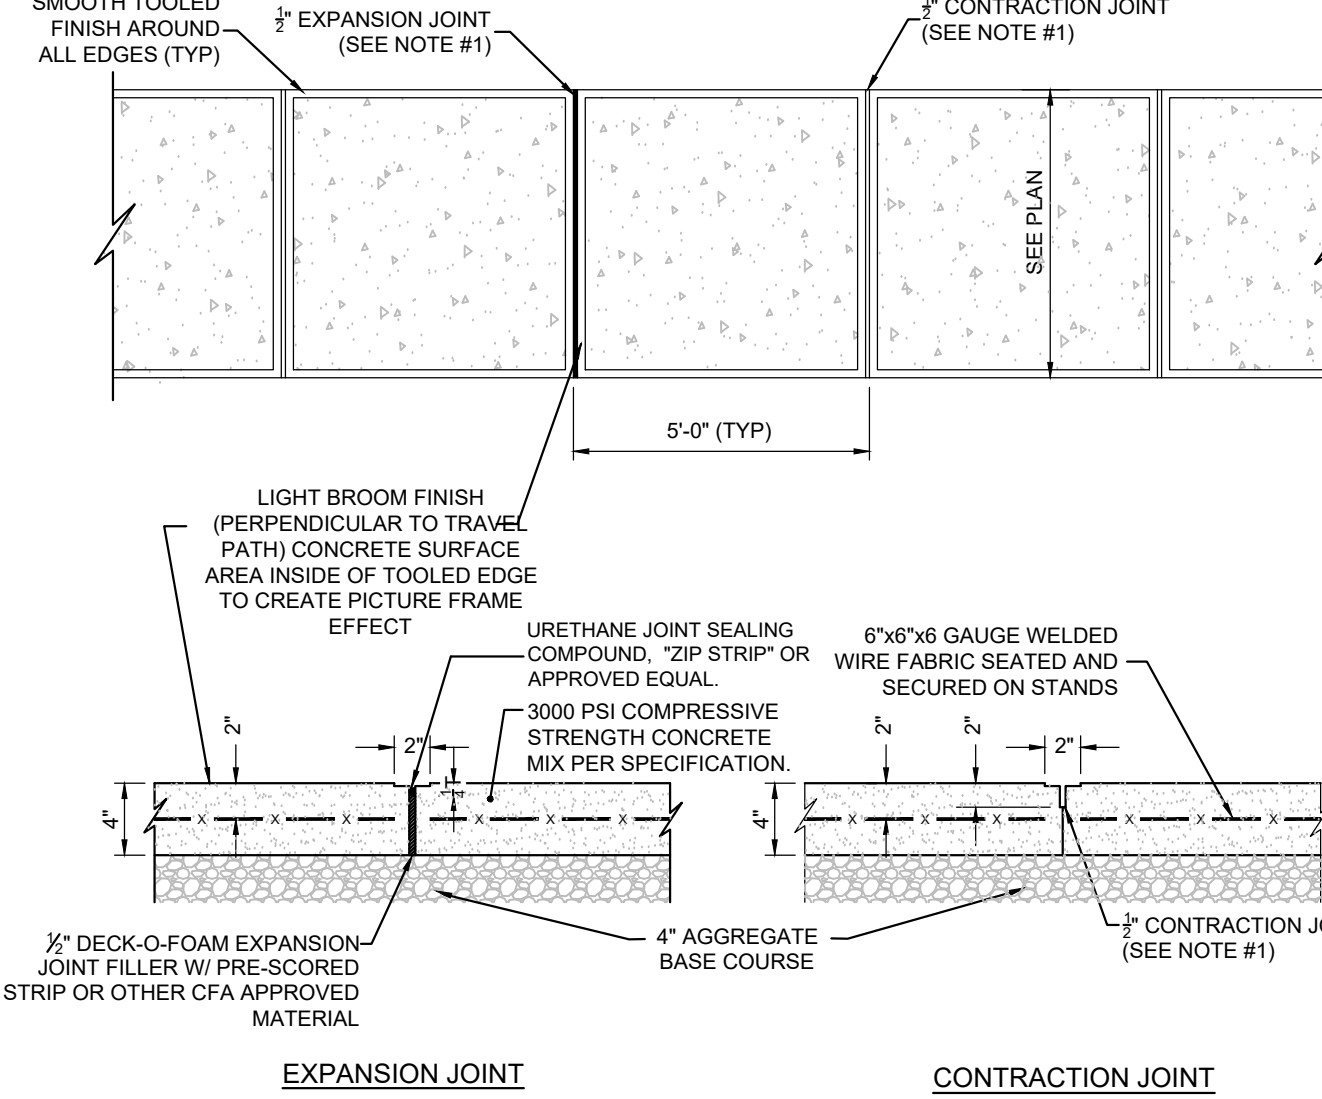 SMOOTH TOOLED
FINISH AROUND
ALL EDGES (TYP)
½" EXPANSION JOINT
(SEE NOTE #1)
½" CONTRACTION JOINT
(SEE NOTE #1)
SEE PLAN
5'-0" (TYP)
LIGHT BROOM FINISH
(PERPENDICULAR TO TRAVEL
PATH) CONCRETE SURFACE
AREA INSIDE OF TOOLED EDGE
TO CREATE PICTURE FRAME
EFFECT
URETHANE JOINT SEALING
COMPOUND, "ZIP STRIP" OR
APPROVED EQUAL.
3000 PSI COMPRESSIVE
STRENGTH CONCRETE
MIX PER SPECIFICATION.
6"x6"x6 GAUGE WELDED
WIRE FABRIC SEATED AND
SECURED ON STANDS
2"
2"
4"
X X X X X X
2"
2"
2"
4"
X X X X X X
½" DECK-O-FOAM EXPANSION
JOINT FILLER W/ PRE-SCORED
STRIP OR OTHER CFA APPROVED
MATERIAL
4" AGGREGATE
BASE COURSE
½" CONTRACTION
(SEE NOTE #1)
EXPANSION JOINT
CONTRACTION JOINT